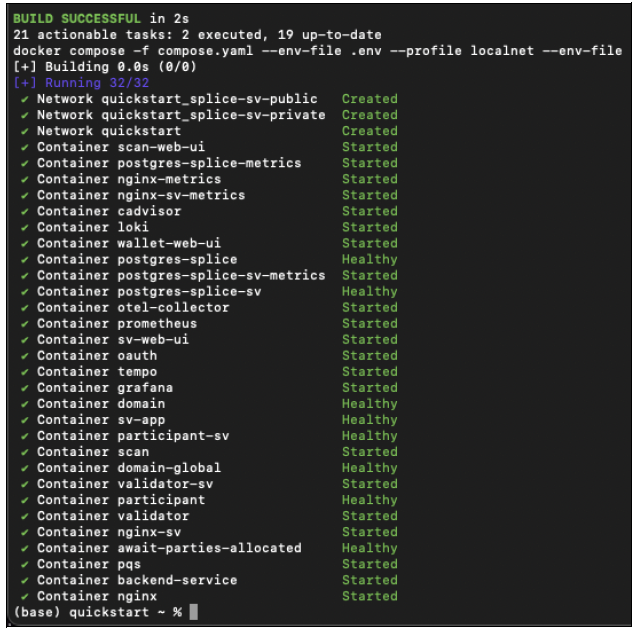 BUILD SUCCESSFUL in 2s
21 actionable tasks: 2 executed, 19 up-to-date
docker compose -f compose.yaml --env-file .env --profile localnet --env-file
[+] Building 0.0s (0/0)
[+] Running 32/32
✔ Network quickstart_splice-sv-public Created
✔ Network quickstart_splice-sv-private Created
✔ Network quickstart Created
✔ Container scan-web-ui Started
✔ Container postgres-splice-metrics Started
✔ Container nginx-metrics Started
✔ Container nginx-sv-metrics Started
✔ Container cadvisor Started
✔ Container loki Started
✔ Container wallet-web-ui Started
✔ Container postgres-splice Healthy
✔ Container postgres-splice-sv-metrics Started
✔ Container postgres-splice-sv Healthy
✔ Container otel-collector Started
✔ Container prometheus Started
✔ Container sv-web-ui Started
✔ Container oauth Started
✔ Container tempo Started
✔ Container grafana Started
✔ Container domain Healthy
✔ Container sv-app Healthy
✔ Container participant-sv Healthy
✔ Container scan Started
✔ Container domain-global Healthy
✔ Container validator-sv Started
✔ Container participant Healthy
✔ Container validator Started
✔ Container nginx-sv Started
✔ Container await-parties-allocated Healthy
✔ Container pqs Started
✔ Container backend-service Started
✔ Container nginx Started
(base) quickstart ~ %